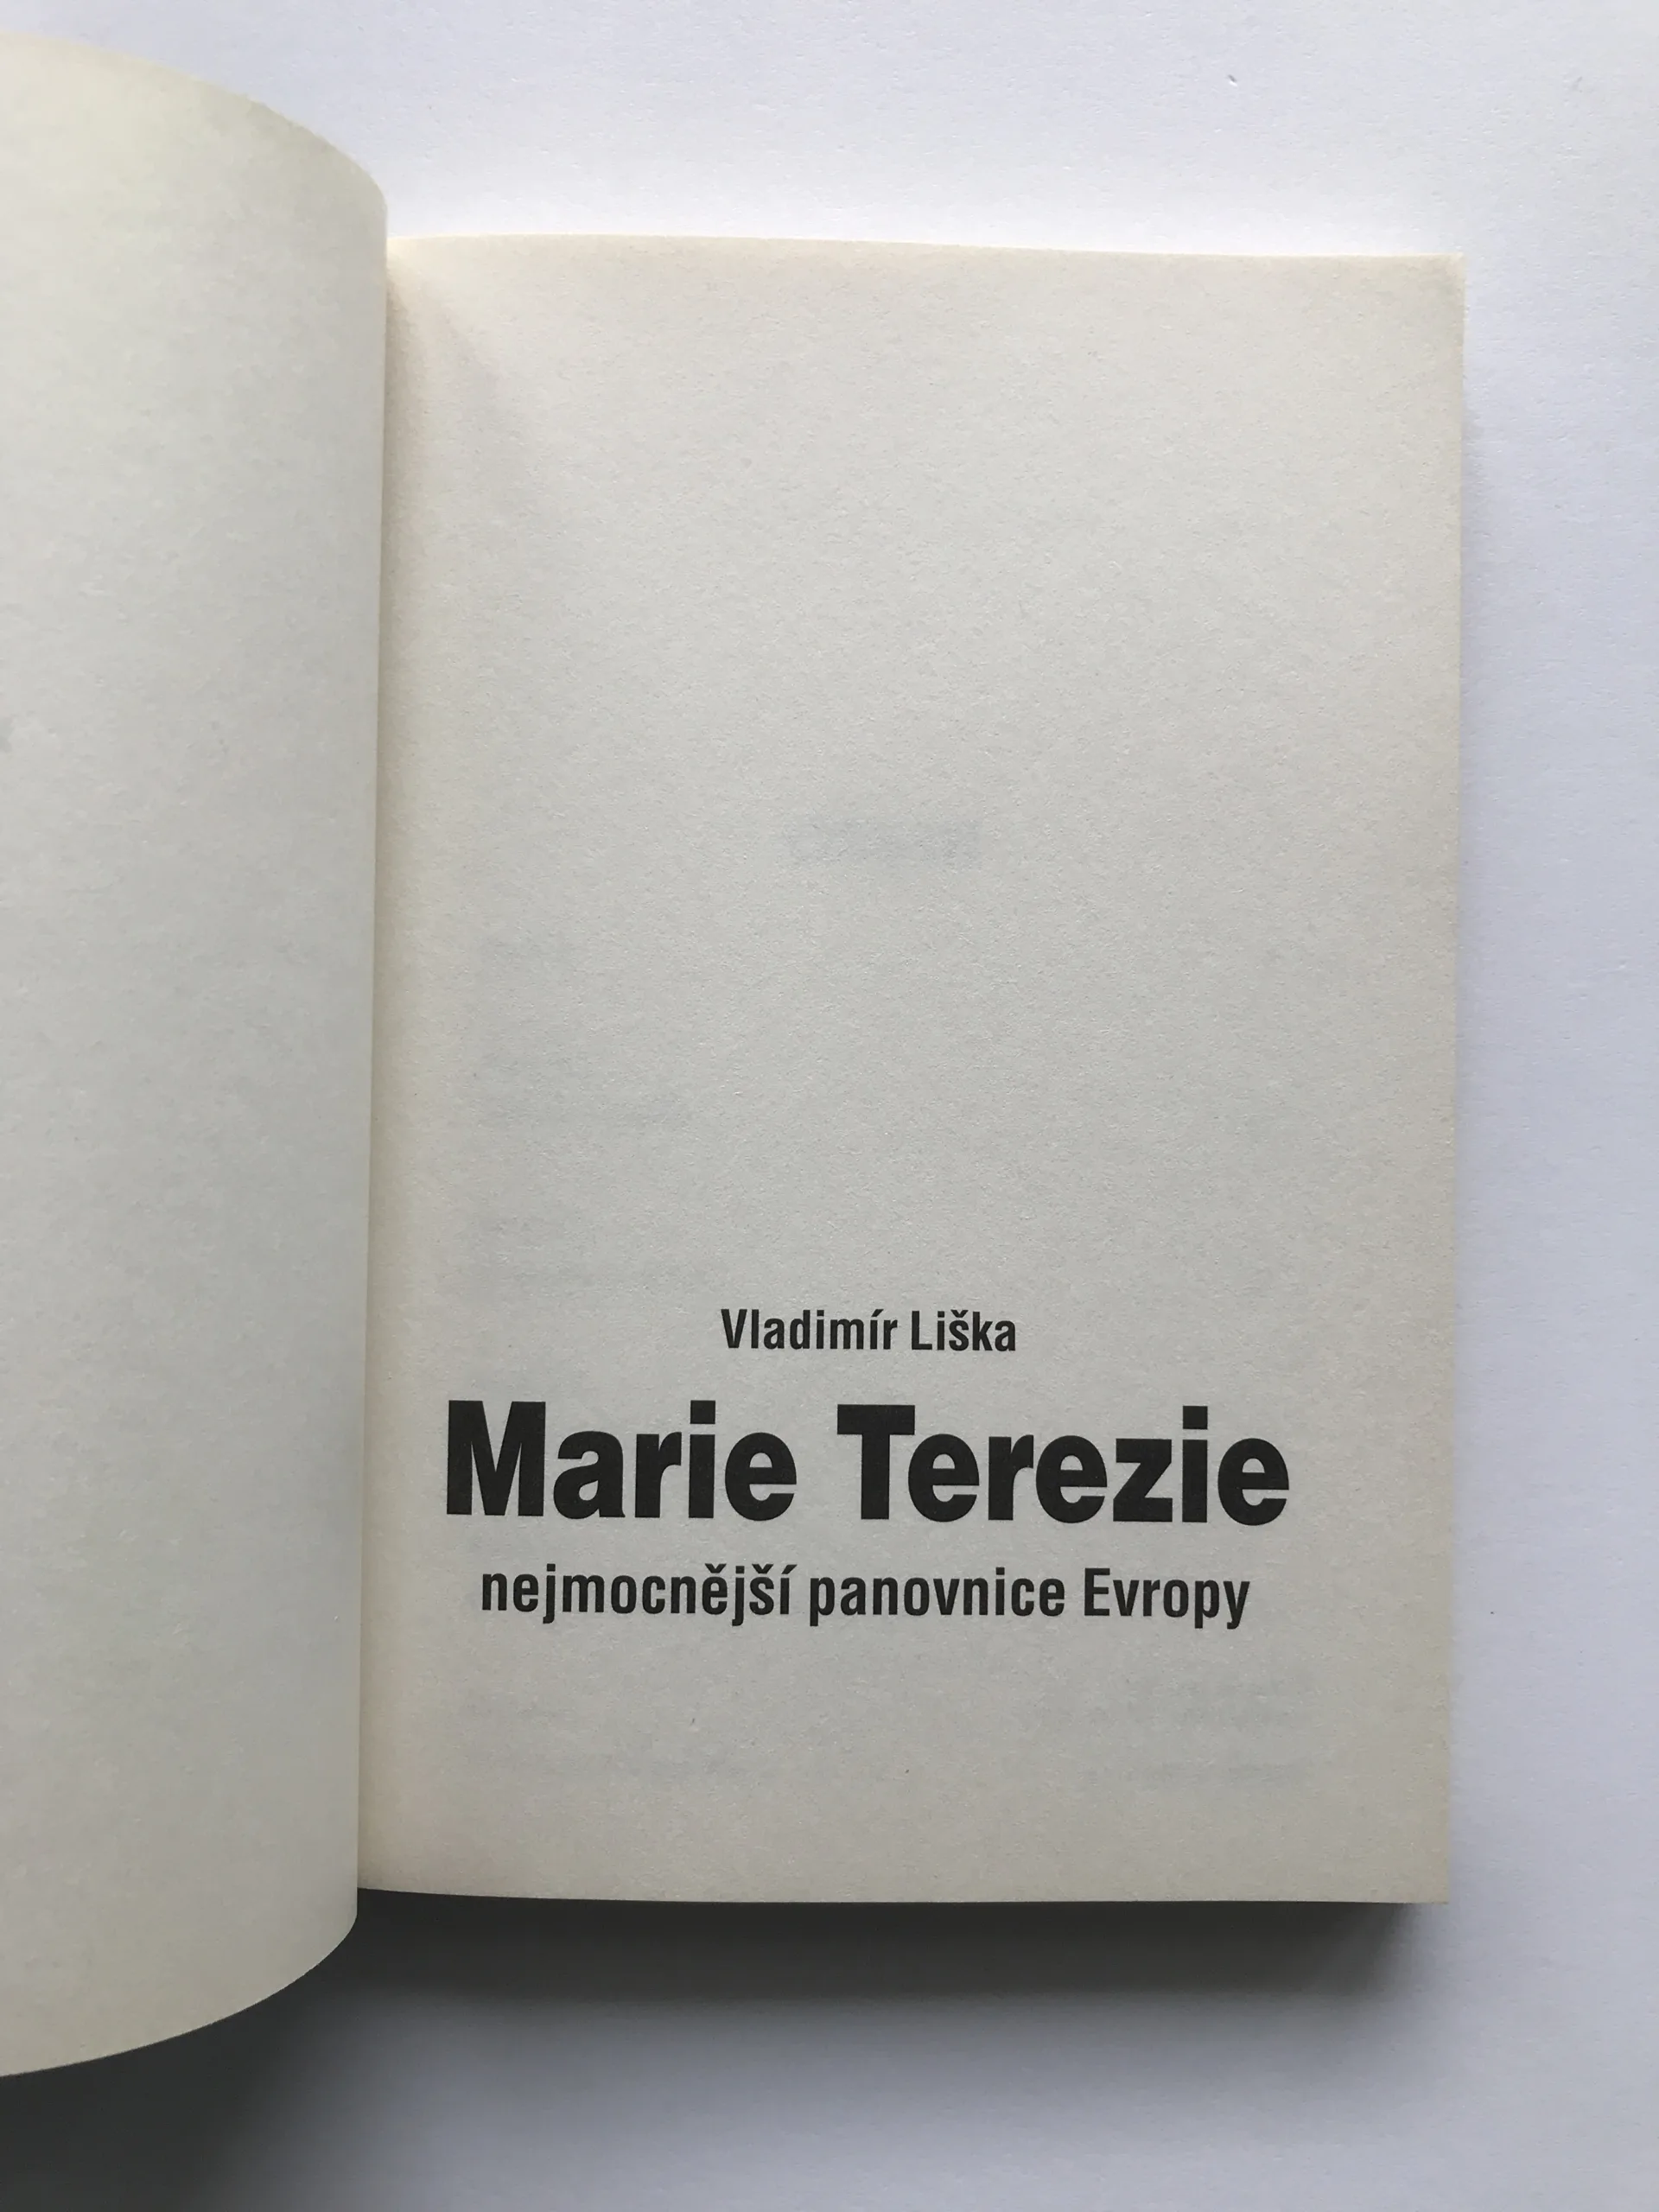 Vladimír Liška
Marie Terezie
nejmocnější panovnice Evropy